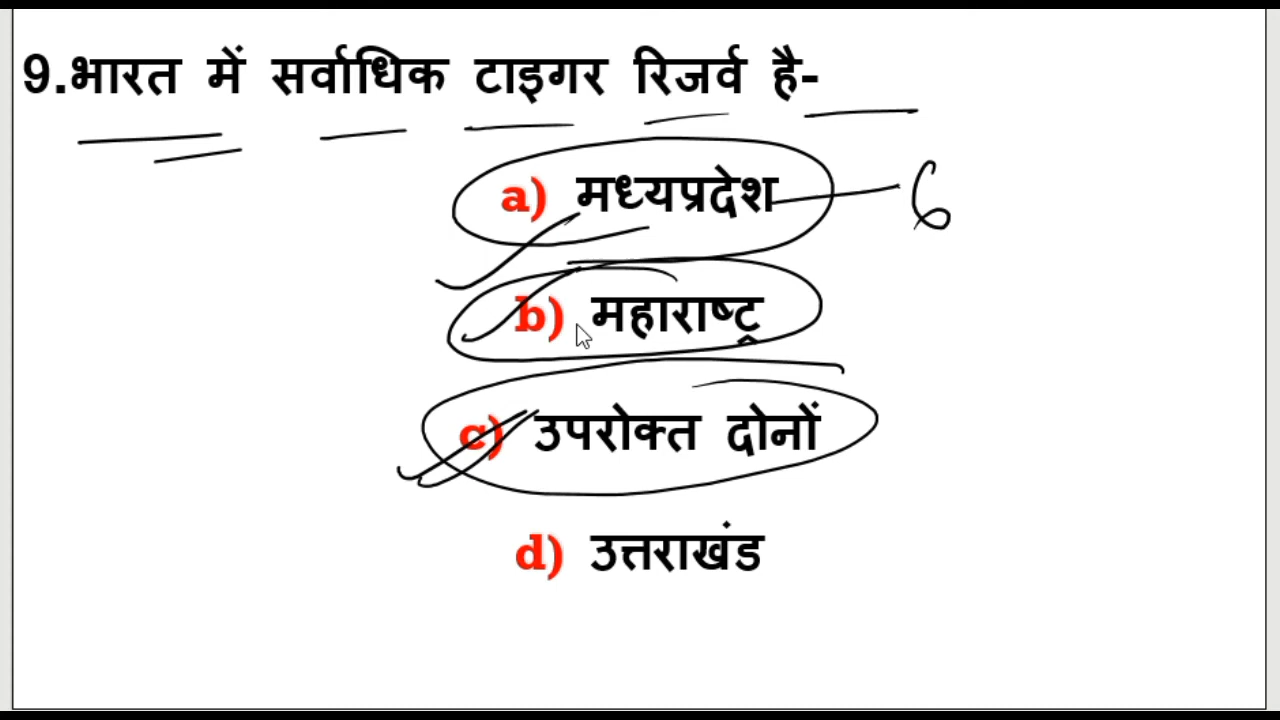 9.भारत में सर्वाधिक टाइगर रिजर्व है-
a) मध्यप्रदेश 6
b) महाराष्ट्र
c) उपरोक्त दोनों
d) उत्तराखंड